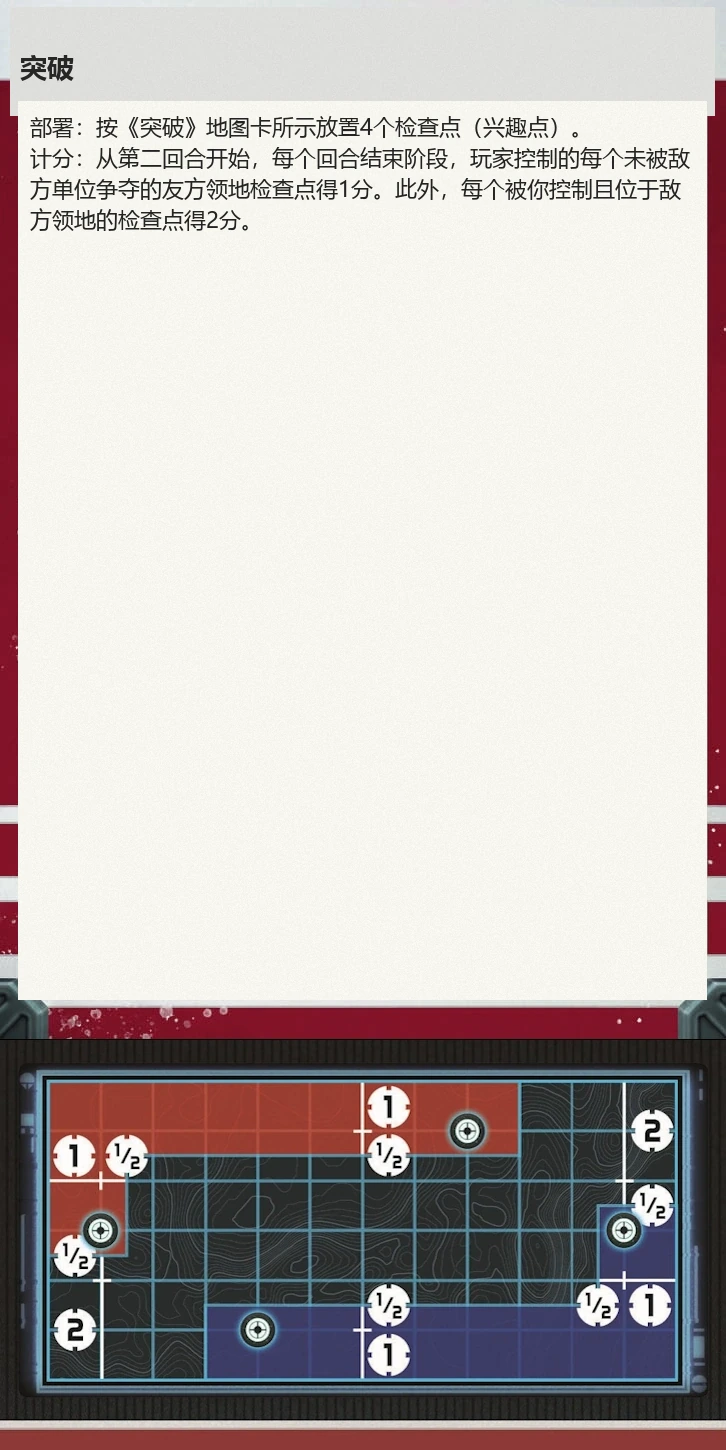 突破
部署：按《突破》地图卡所示放置4个检查点（兴趣点）。
计分：从第二回合开始，每个回合结束阶段，玩家控制的每个未被敌
方单位争夺的友方领地检查点得1分。此外，每个被你控制且位于敌
方领地的检查点得2分。
1
2
1 1/2 1/2
1/2
1/2
1/2 1/2 1
2
1